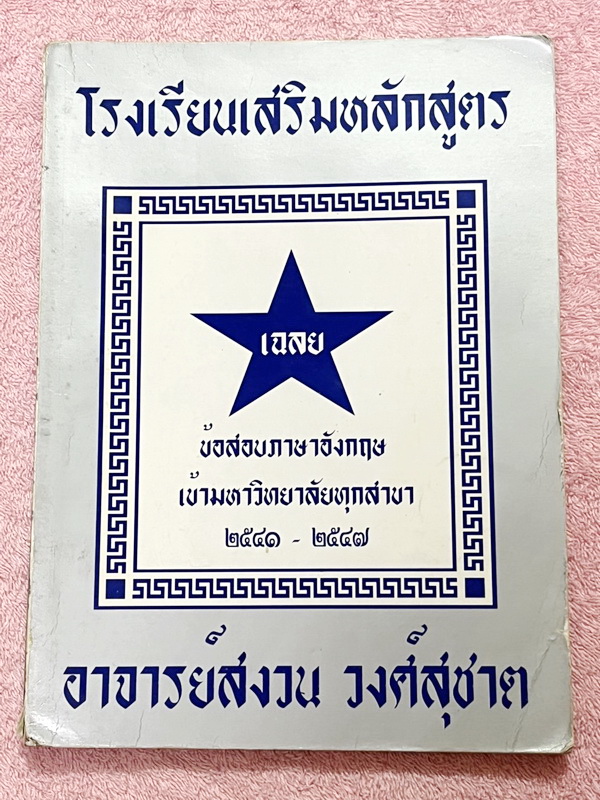 โรงเรียนเสริมหลักสูตร
เฉลย
ข้อสอบภาษาอังกฤษ
เข้ามหาวิทยาลัยทุกสาขา
๒๕๔๑ - ๒๕๔๗
อาจารย์สงวน วงศ์สุชาต